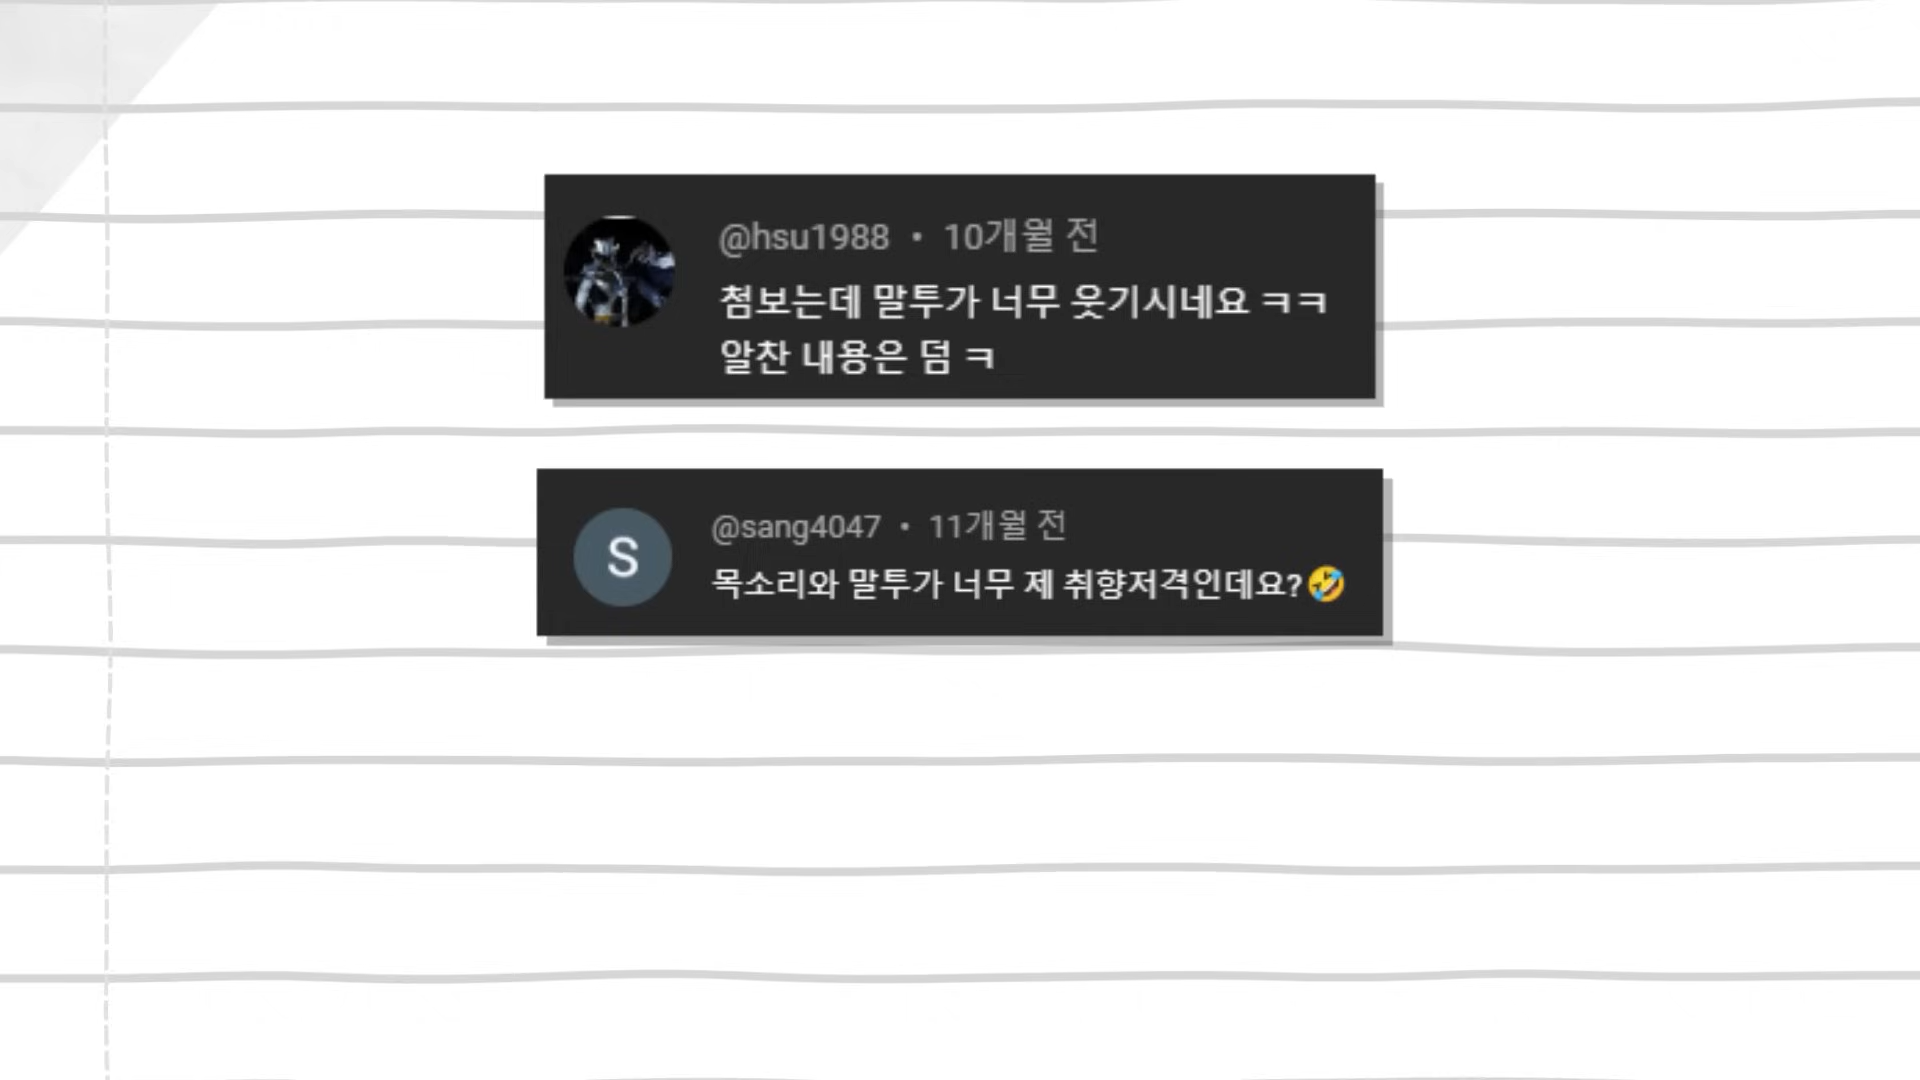 @hsu1988 • 10개월 전
첨보는데 말투가 너무 웃기시네요 ㅋㅋ
알찬 내용은 덤 ㅋ
S
@sang4047 • 11개월 전
목소리와 말투가 너무 제 취향저격인데요?🤣